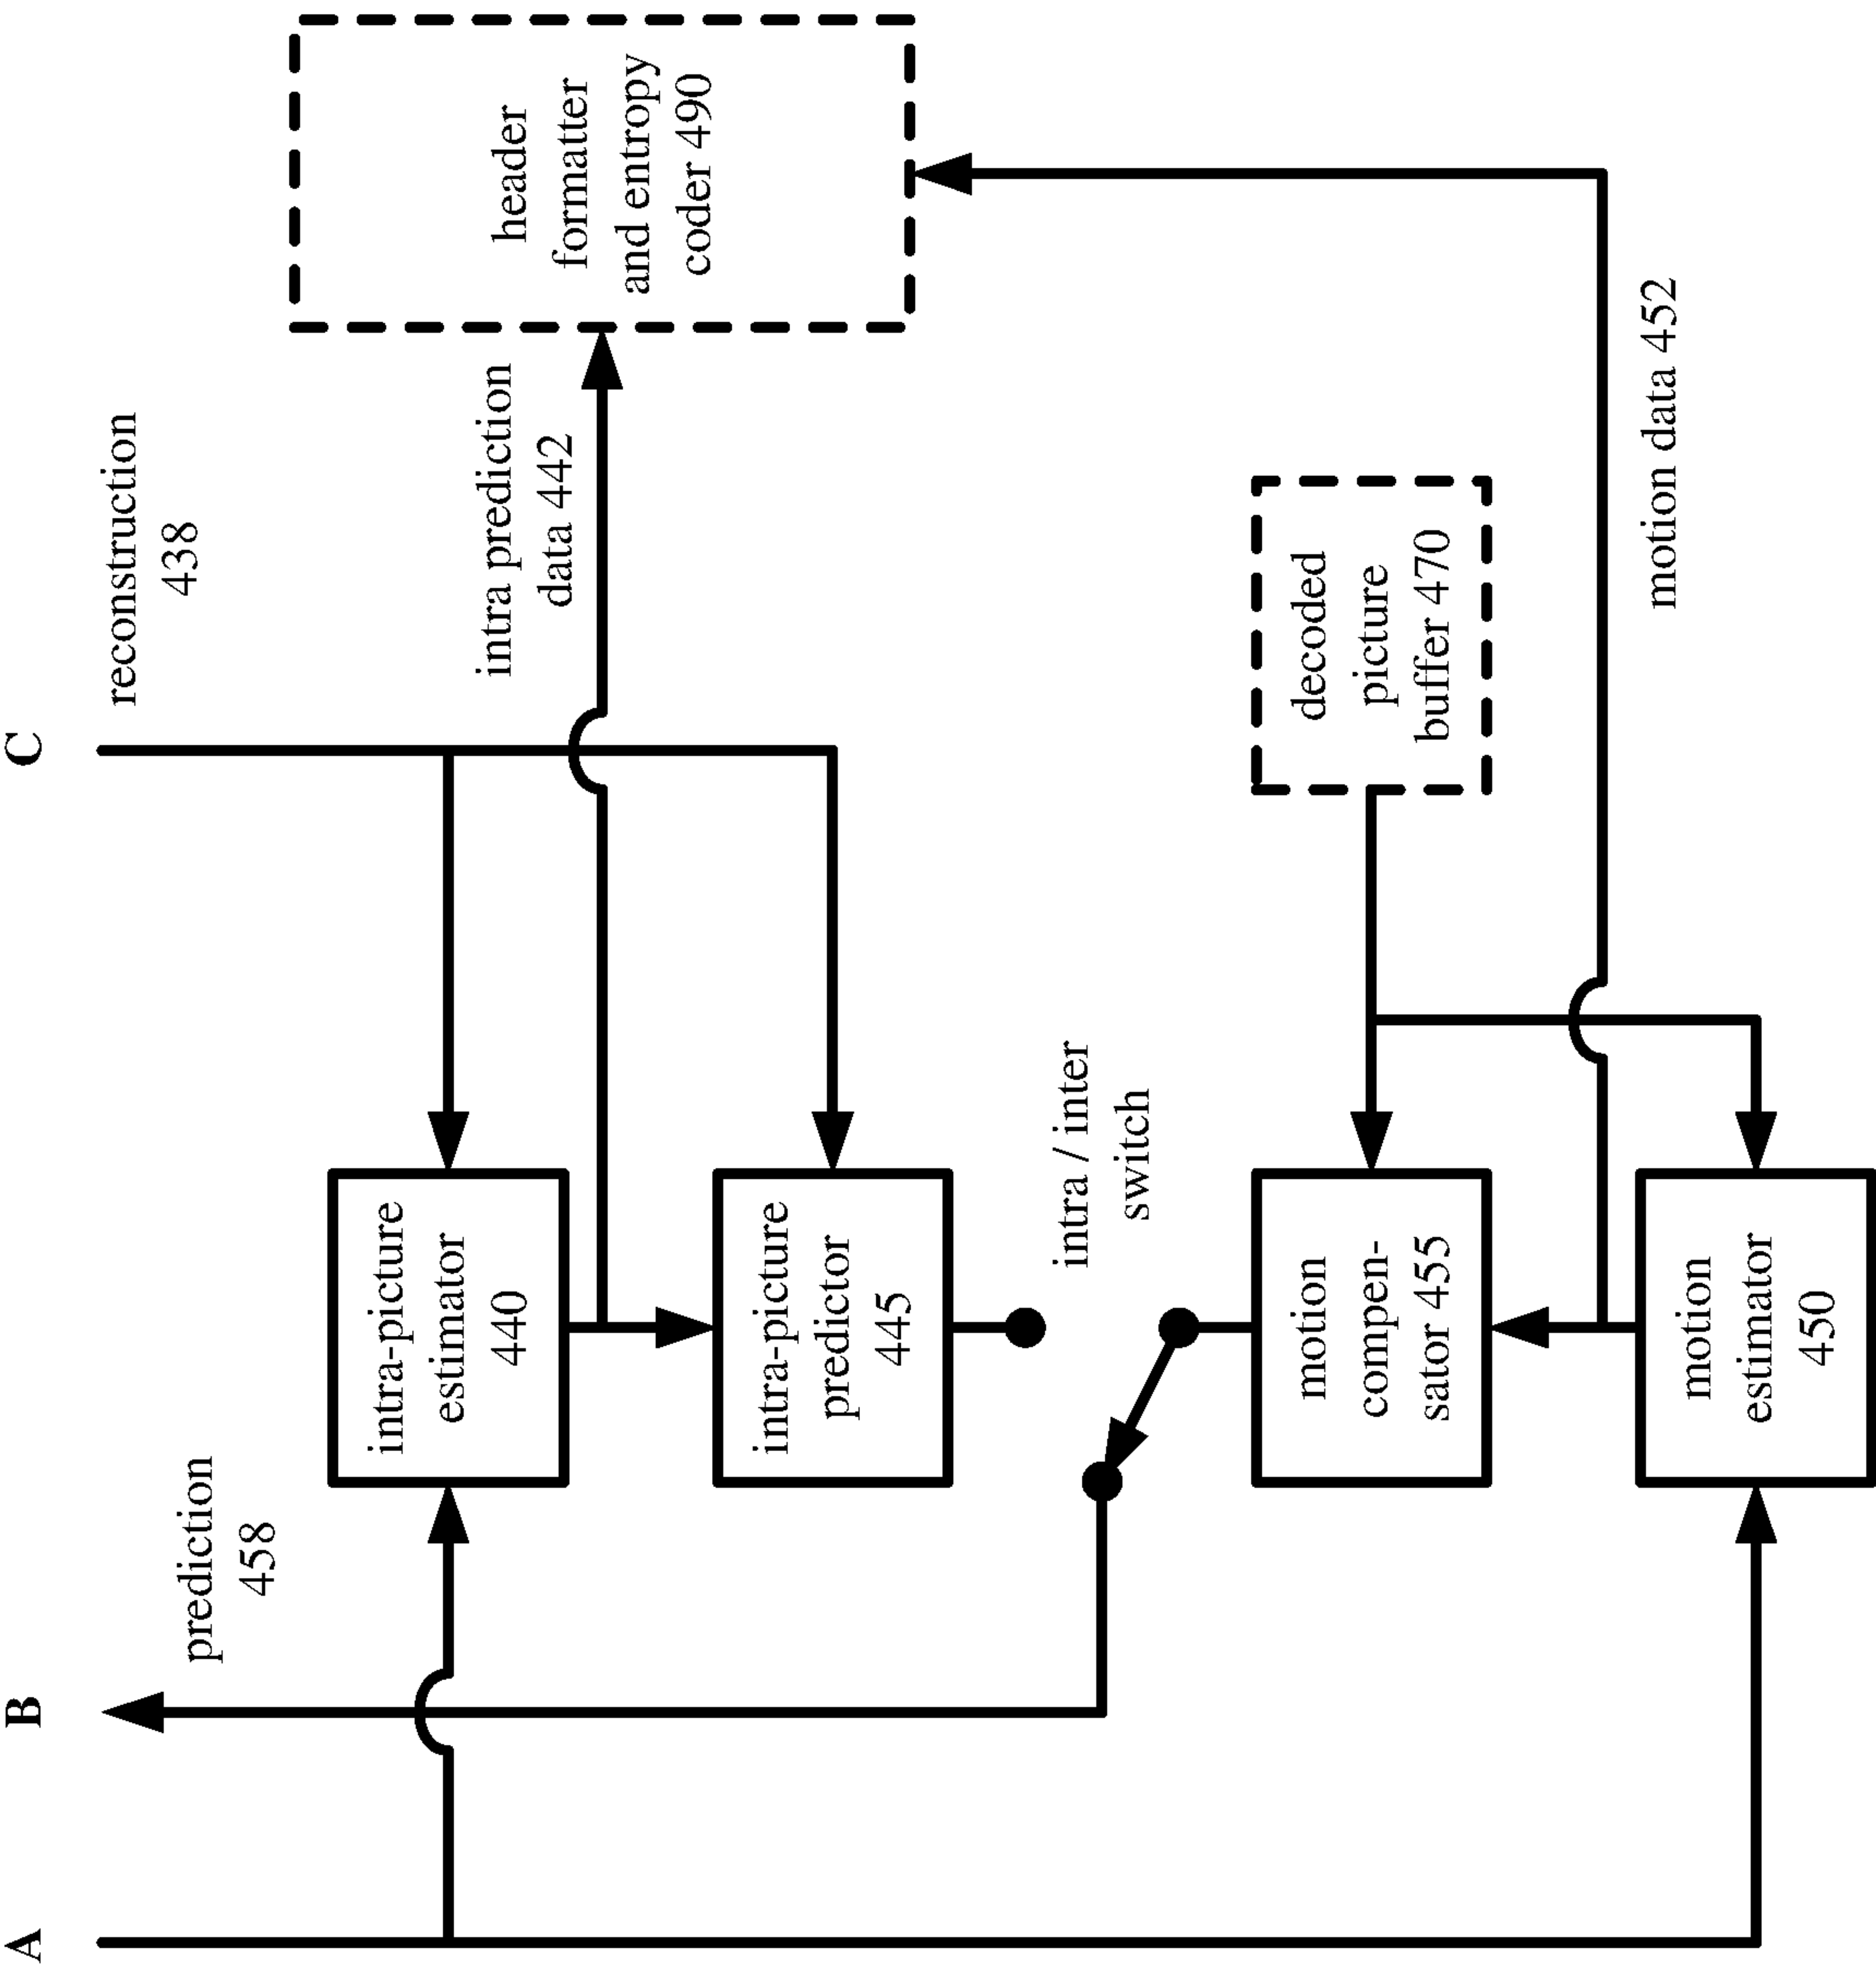 A
B
C
prediction
458
reconstruction
438
intra-picture
estimator
440
intra prediction
data 442
header
formatter
and entropy
coder 490
intra-picture
predictor
445
intra / inter
switch
motion
compen-
sator 455
decoded
picture
buffer 470
motion
estimator
450
motion data 452